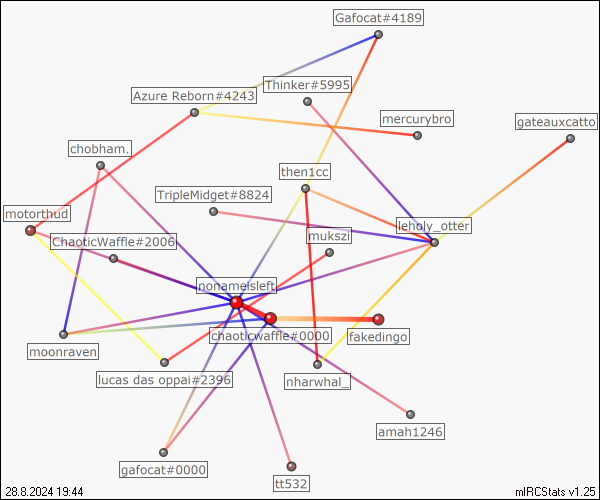 Gafocat#4189
Thinker#5995
Azure Reborn#4243
mercurybro
gateauxcatto
chobham.
then1cc
TripleMidget#8824
motorthud
leholy_otter
mukszi
ChaoticWaffle#2006
nonameisleft
chaoticwaffle#0000
fakedingo
moonraven
lucas das oppai#2396
nharwhal_
amah1246
gafocat#0000
tt532
28.8.2024 19:44
mIRCStats v1.25